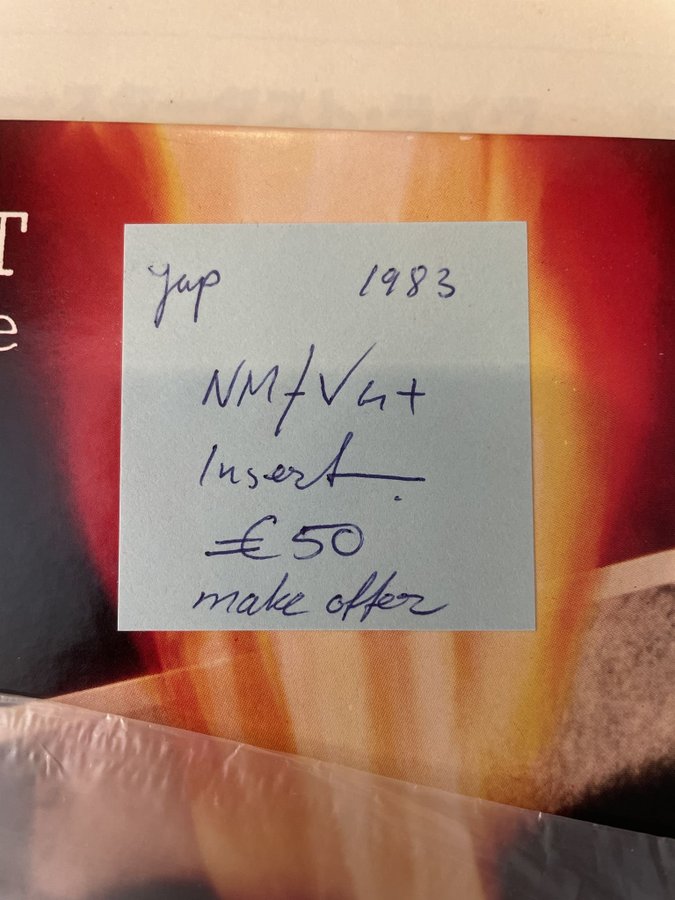 T
e
Jap 1983
NM/VG+
Insert.
€50
make offer